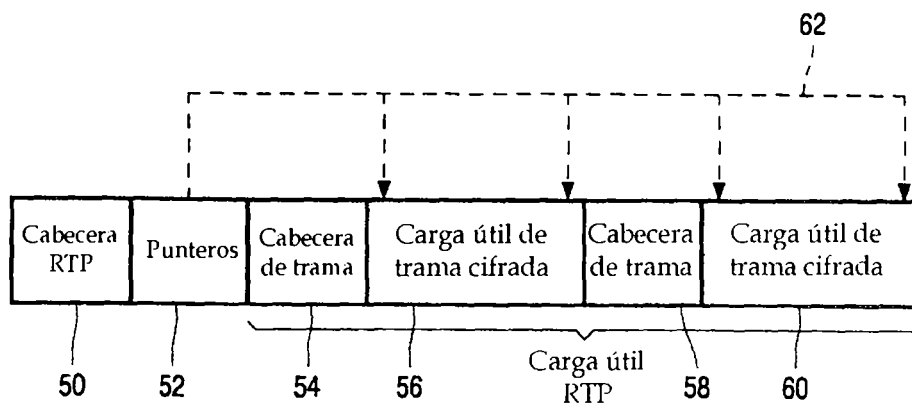 62
Cabecera
RTP
Punteros
Cabecera
de trama
Carga útil de
trama cifrada
Cabecera
de trama
Carga útil de
trama cifrada
50
52
54
56
Carga útil
RTP
58
60